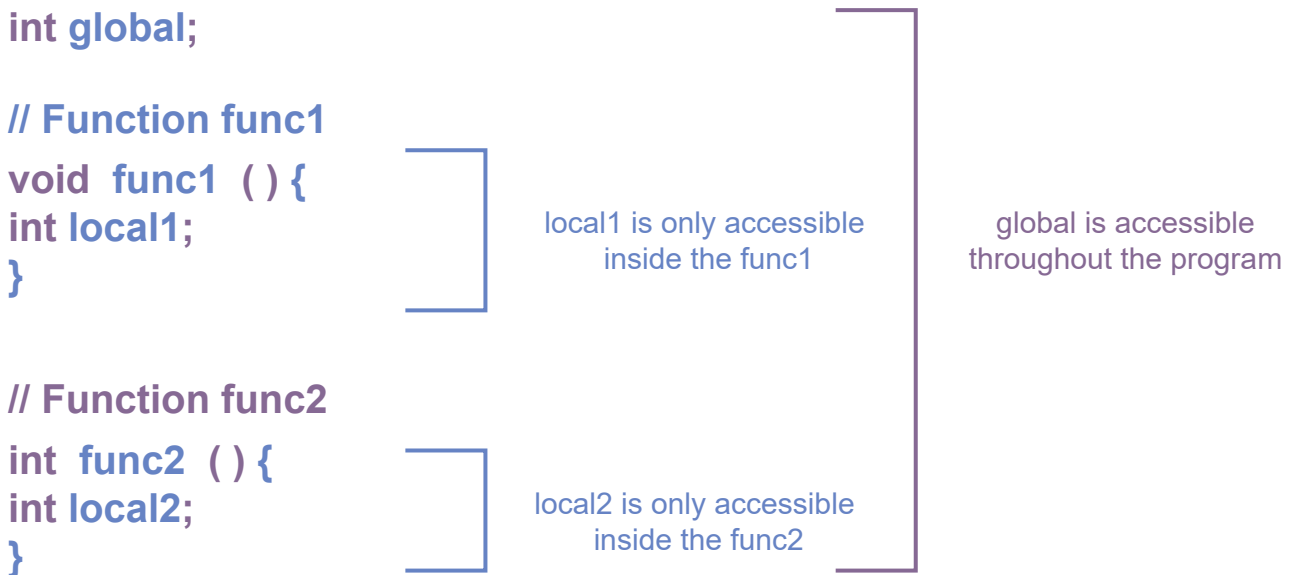 int global;
// Function func1
void func1 ( ) {
int local1;
}
local1 is only accessible
inside the func1
global is accessible
throughout the program
// Function func2
int func2 ( ) {
int local2;
}
local2 is only accessible
inside the func2